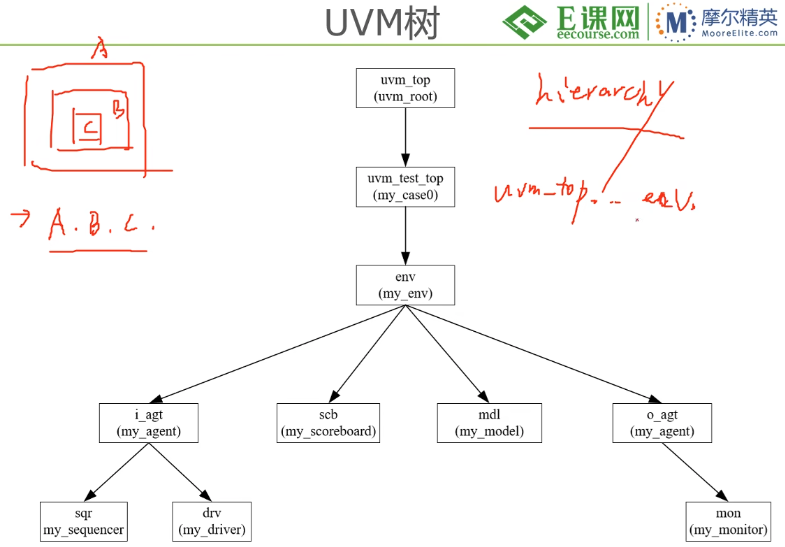 UVM树
E课网
eecourse.com
摩尔精英
MooreElite.com
A
B
C
→ A.B.C.
hierarchy
uvm_top. .. env.
uvm_top
(uvm_root)
uvm_test_top
(my_case0)
env
(my_env)
i_agt
(my_agent)
scb
(my_scoreboard)
mdl
(my_model)
o_agt
(my_agent)
sqr
my_sequencer
drv
(my_driver)
mon
(my_monitor)